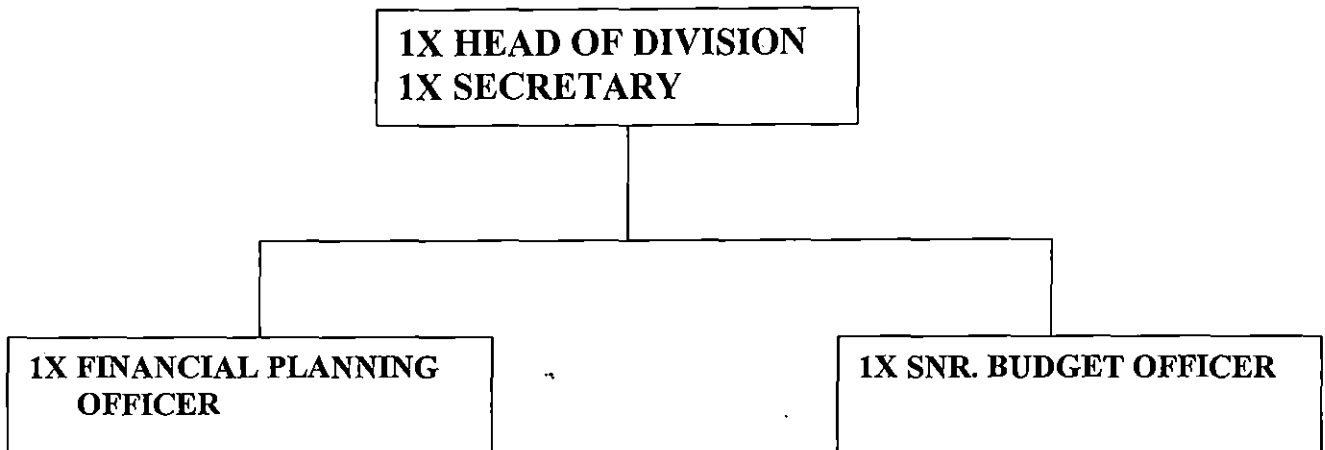 1X HEAD OF DIVISION
1X SECRETARY
1X FINANCIAL PLANNING
OFFICER
1X SNR. BUDGET OFFICER